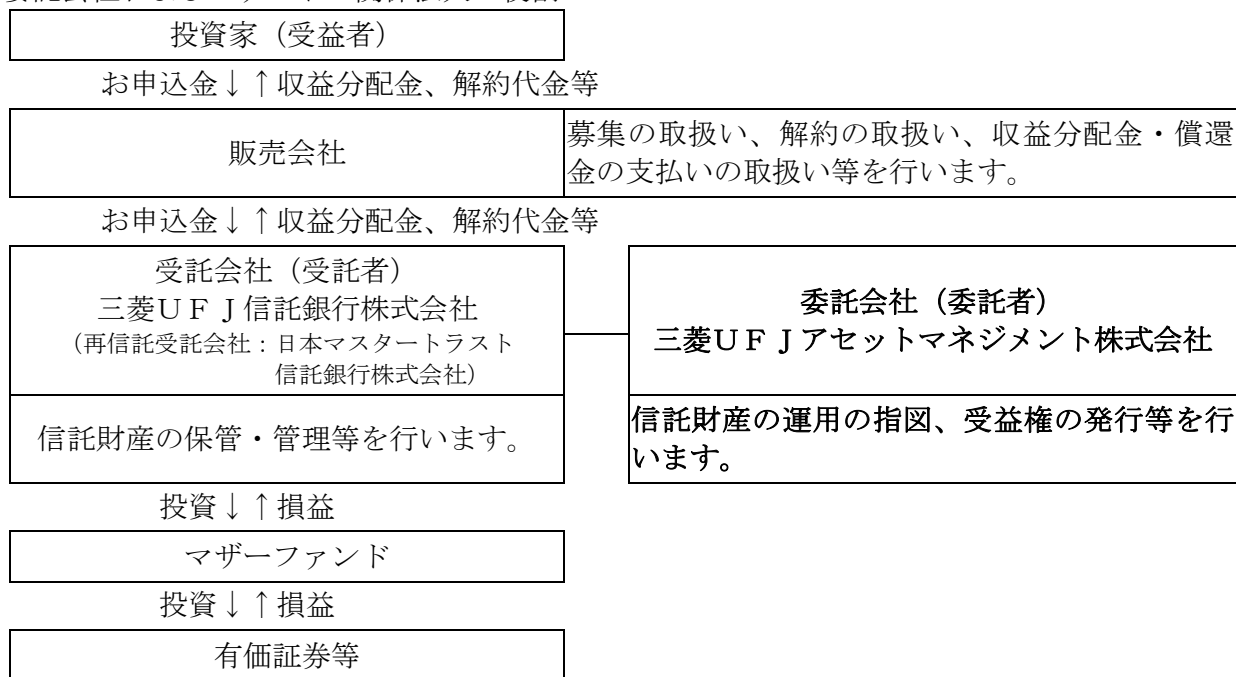 投資家（受益者）
お申込金↓↑収益分配金、解約代金等
販売会社
募集の取扱い、解約の取扱い、収益分配金・償還
金の支払いの取扱い等を行います。
お申込金↓↑収益分配金、解約代金等
受託会社（受託者）
三菱ＵＦＪ信託銀行株式会社
（再信託受託会社：日本マスタートラスト
信託銀行株式会社）
委託会社（委託者）
三菱ＵＦＪアセットマネジメント株式会社
信託財産の保管・管理等を行います。
信託財産の運用の指図、受益権の発行等を行
います。
投資↓↑損益
マザーファンド
投資↓↑損益
有価証券等